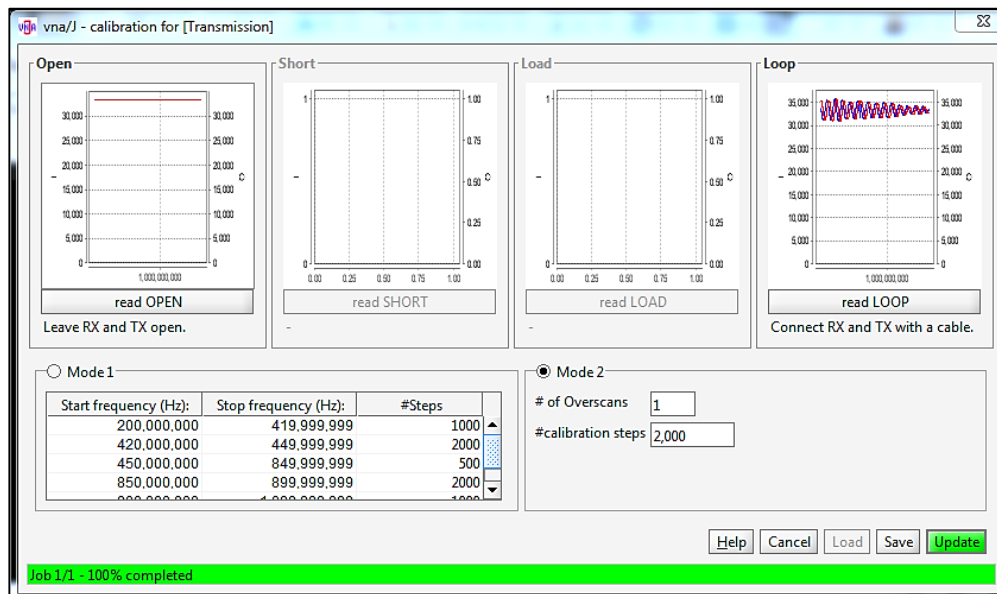 vna/J - calibration for [Transmission]
Open
Short
Load
Loop
30,000
25,000
20,000
15,000
10,000
5,000
0
30,000
25,000
20,000
15,000
10,000
5,000
0
1,000,000,000
1
0
1.00
0.75
0.50
0.25
0.00
0.00 0.25 0.50 0.75 1.00
1
0
1.00
0.75
0.50
0.25
0.00
0.00 0.25 0.50 0.75 1.00
35,000
30,000
25,000
20,000
15,000
10,000
5,000
0
35,000
30,000
25,000
20,000
15,000
10,000
5,000
0
1,000,000,000
read OPEN
read SHORT
read LOAD
read LOOP
Leave RX and TX open.
-
-
Connect RX and TX with a cable.
Mode 1
Start frequency (Hz): Stop frequency (Hz): #Steps
200,000,000 419,999,999 1000
420,000,000 449,999,999 2000
450,000,000 849,999,999 500
850,000,000 899,999,999 2000
Mode 2
# of Overscans 1
#calibration steps 2,000
Help Cancel Load Save Update
Job 1/1 - 100% completed